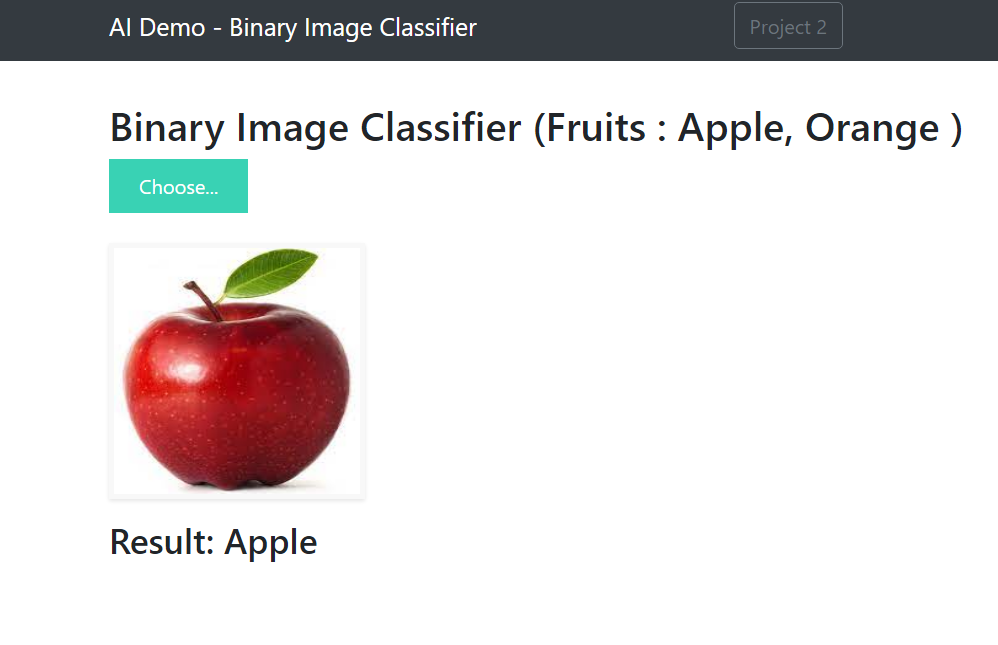 AI Demo - Binary Image Classifier
Project 2
Binary Image Classifier (Fruits : Apple, Orange )
Choose...
Result: Apple